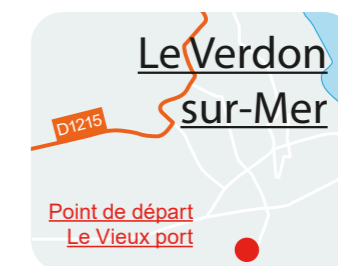 Le Verdon
sur-Mer
D1215
Point de départ
Le Vieux port